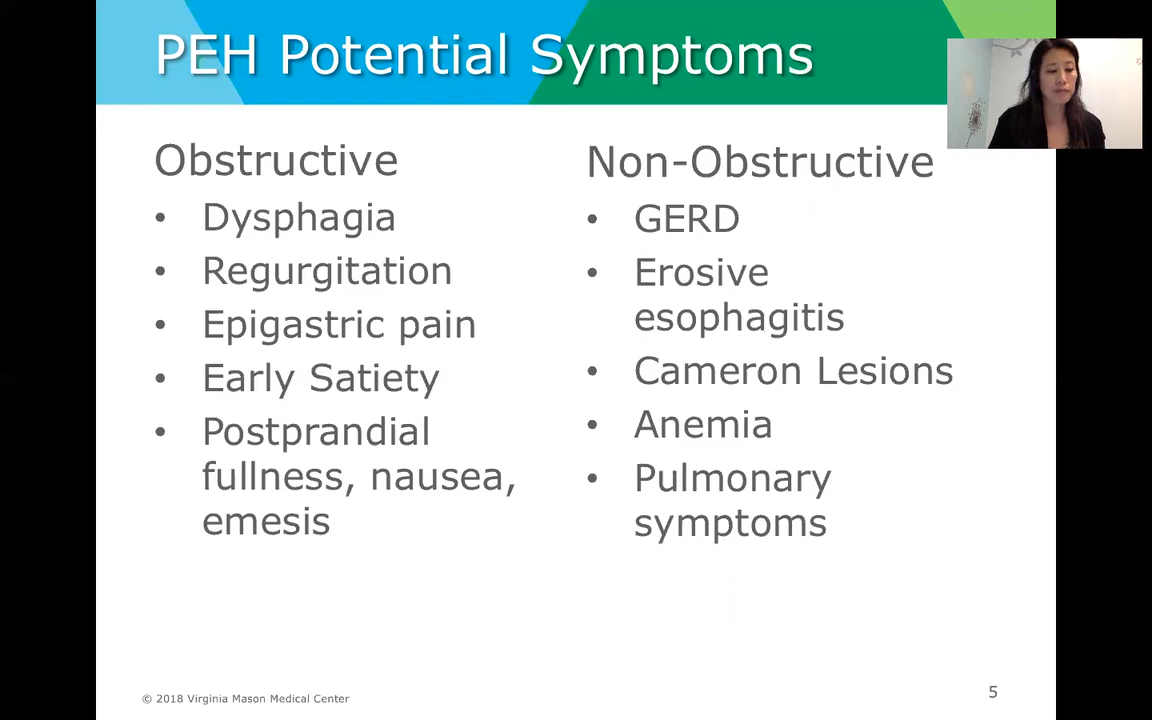 PEH Potential Symptoms
Obstructive
• Dysphagia
• Regurgitation
• Epigastric pain
• Early Satiety
• Postprandial
fullness, nausea,
emesis
Non-Obstructive
• GERD
• Erosive
esophagitis
• Cameron Lesions
• Anemia
• Pulmonary
symptoms
© 2018 Virginia Mason Medical Center
5